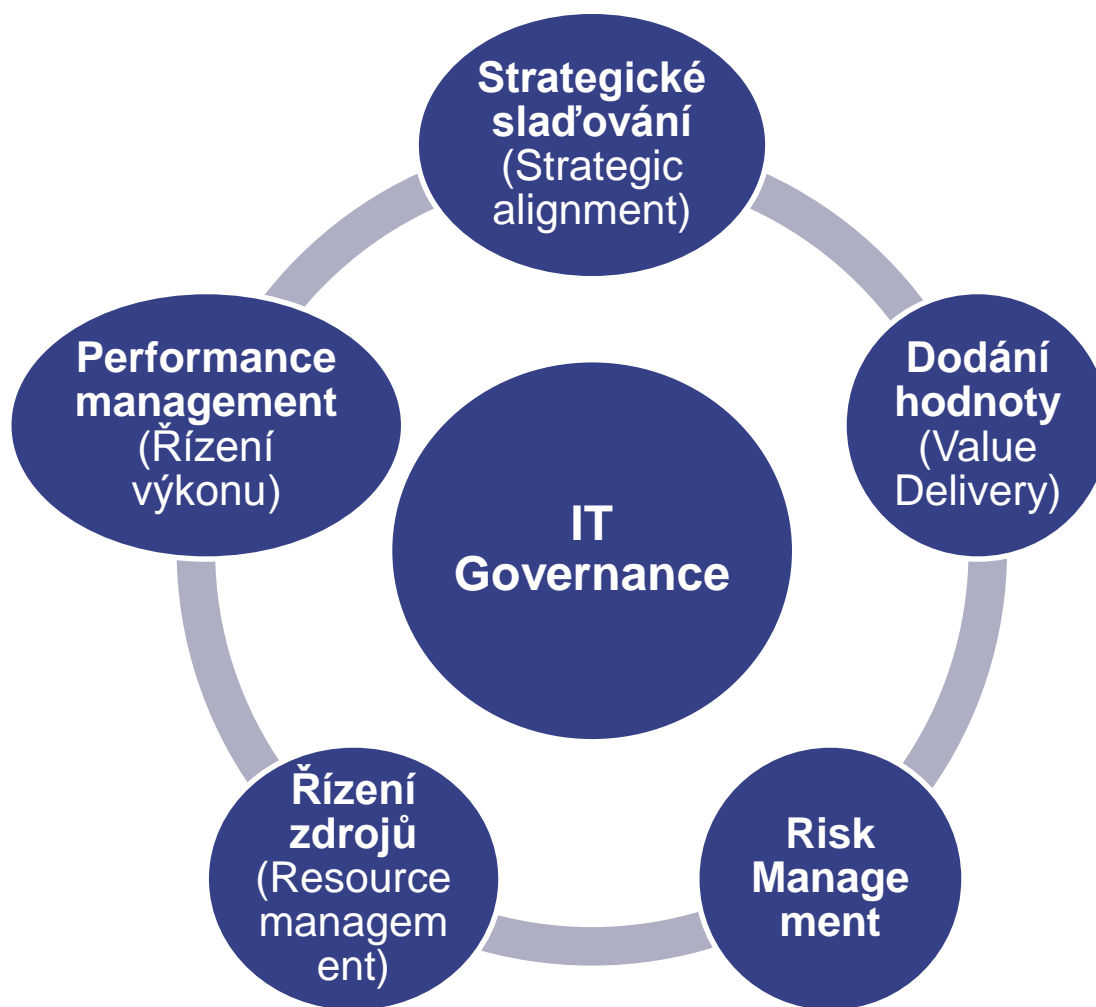 Strategické
slaďování
(Strategic
alignment)
Performance
management
(Řízení
výkonu)
Dodání
hodnoty
(Value
Delivery)
IT
Governance
Řízení
zdrojů
(Resource
managem
ent)
Risk
Manage
ment